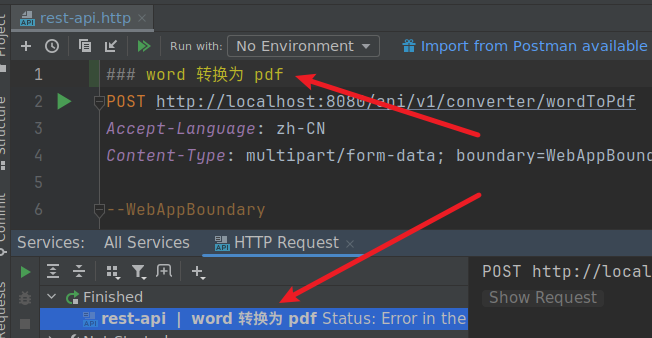 rest-api.http
Run with: No Environment Import from Postman available
1 ### word 转换为 pdf
2 POST http://localhost:8080/api/v1/converter/wordToPdf
3 Accept-Language: zh-CN
4 Content-Type: multipart/form-data; boundary=WebAppBound
5
6 --WebAppBoundary
Project
Structure
Commit
Requests
Services: All Services HTTP Request
Finished
rest-api | word 转换为 pdf Status: Error in the
POST http://local
Show Request